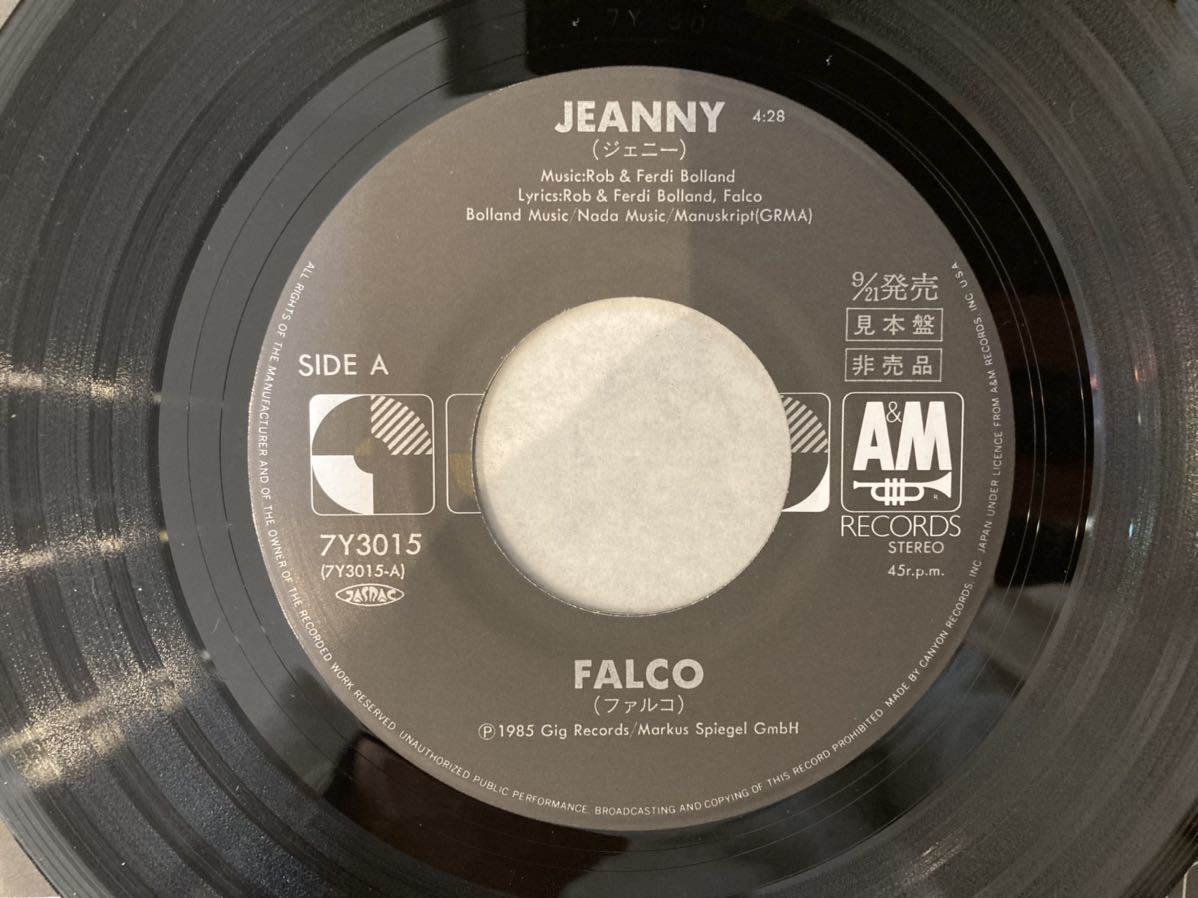 JEANNY 4:28
(ジェニー)
Music:Rob & Ferdi Bolland
Lyrics:Rob & Ferdi Bolland, Falco
Bolland Music/Nada Music/Manuskript(GRMA)
9/21発売
見本盤
非売品
SIDE A
A&M
RECORDS
STEREO
45r.p.m.
7Y3015
(7Y3015-A)
JASRAC
FALCO
(ファルコ)
Ⓟ1985 Gig Records/Markus Spiegel GmbH
ALL RIGHTS OF THE MANUFACTURER AND OF THE OWNER OF THE RECORDED WORK RESERVED. UNAUTHORIZED PUBLIC PERFORMANCE. BROADCASTING AND COPYING OF THIS RECORD PROHIBITED MADE BY CANYON RECORDS, INC. JAPAN UNDER LICENCE FROM A&M RECORDS INC. U.S.A.